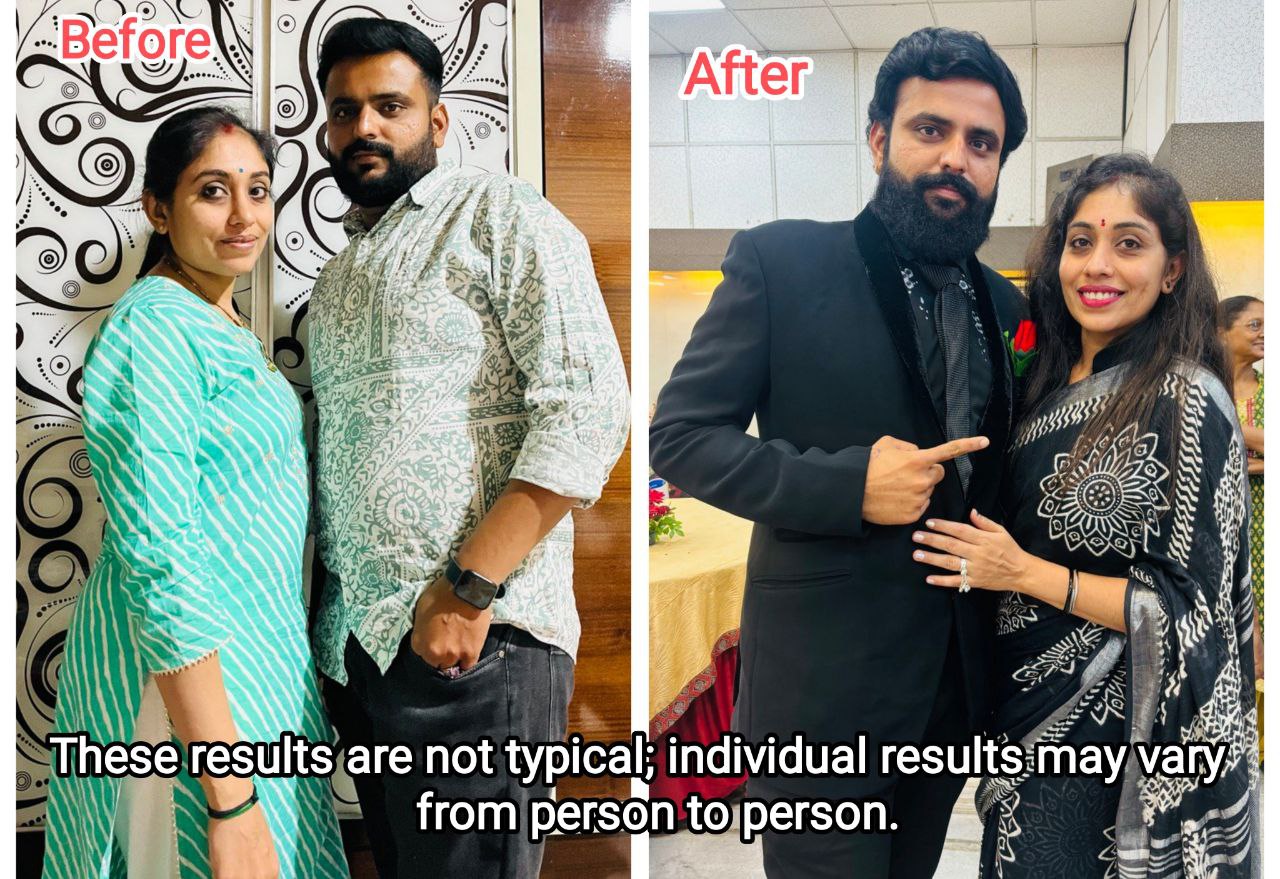 Before
After
These results are not typical; individual results may vary
from person to person.